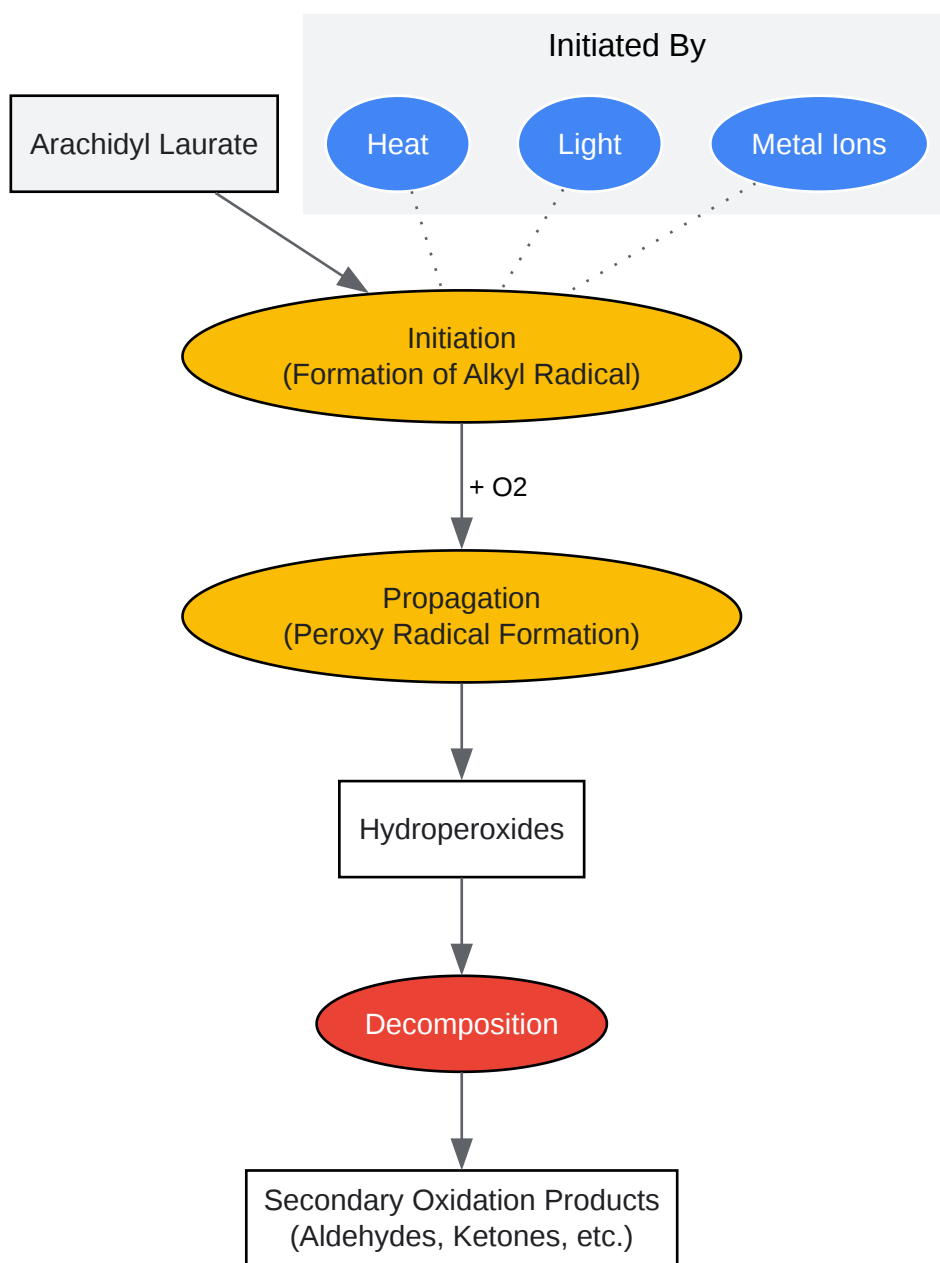 Initiated By
Arachidyl Laurate
Heat
Light
Metal Ions
Initiation
(Formation of Alkyl Radical)
+ O2
Propagation
(Peroxy Radical Formation)
Hydroperoxides
Decomposition
Secondary Oxidation Products
(Aldehydes, Ketones, etc.)